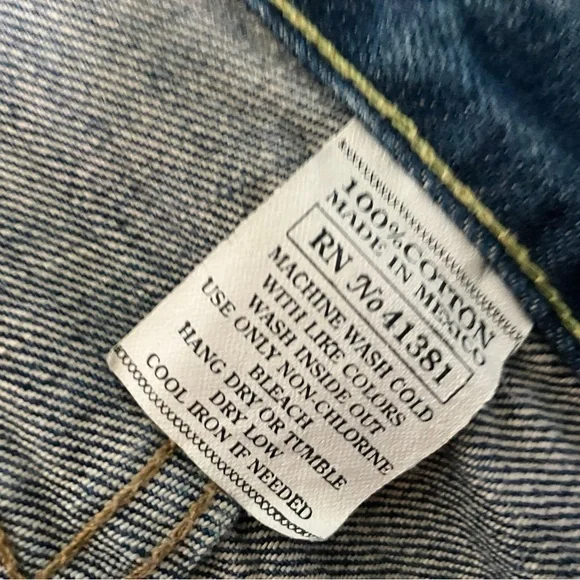 100% COTTON
MADE IN MEXICO
RN No 41381
MACHINE WASH COLD
WITH LIKE COLORS
WASH INSIDE OUT
USE ONLY NON-CHLORINE
BLEACH
HANG DRY OR TUMBLE
DRY LOW
COOL IRON IF NEEDED